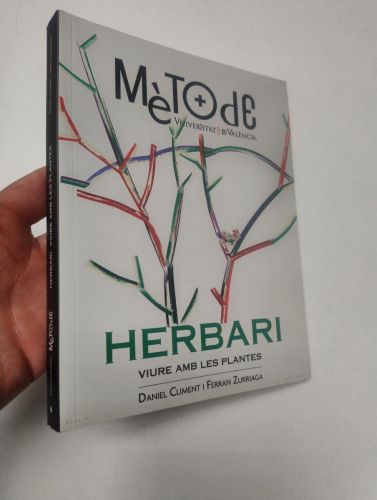 MèTOdE
UNIVERSITAT DE VALÈNCIA
HERBARI
VIURE AMB LES PLANTES
DANIEL CLIMENT I FERRAN ZURRIAGA
HERBARI VIURE AMB LES PLANTES
MèTOdE